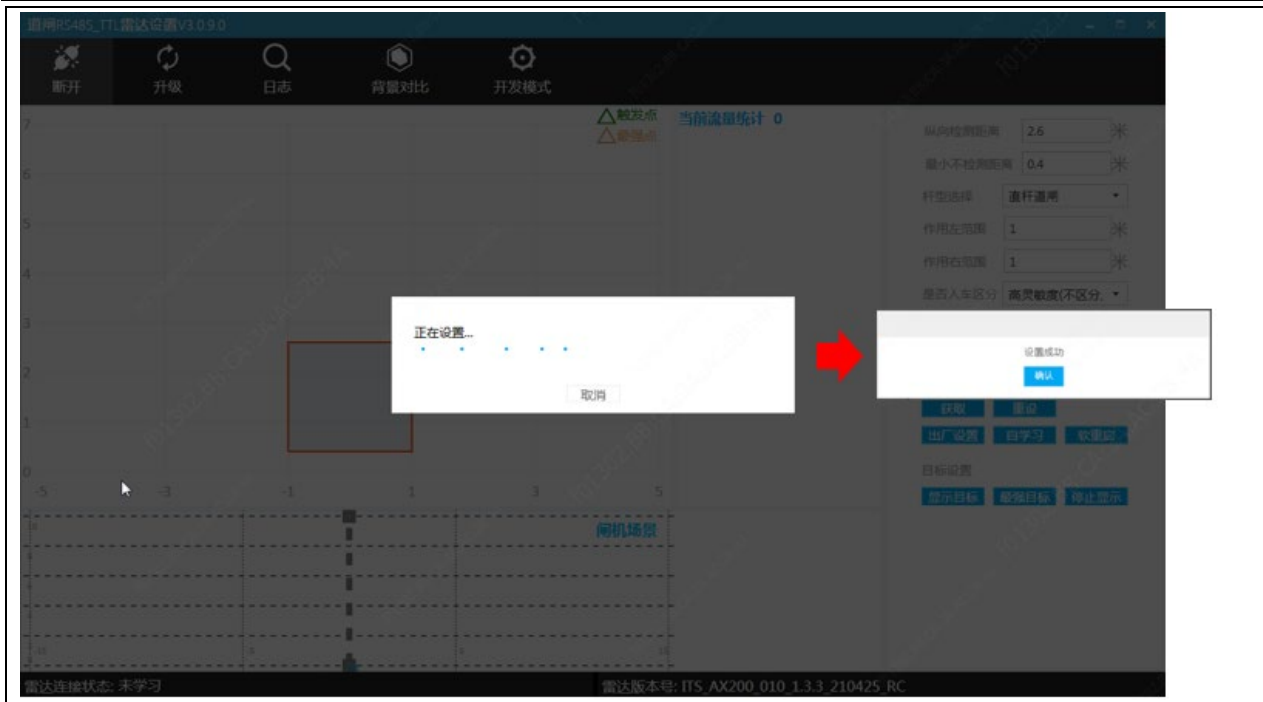 道闸RS485_TTL雷达设置V3.0.9.0
断开 升级 日志 背景对比 开发模式
触发点
最强点
当前流量统计 0
纵向检测距离 2.6 米
最小不检测距离 0.4 米
杆型选择 直杆道闸
作用左范围 1 米
作用右范围 1 米
是否人车区分 高灵敏度(不区分,
7
6
5
4
3
2
1
0
-5 -3 -1 1 3 5
正在设置...
取消
设置成功
确认
获取 重设
出厂设置 自学习 软重启
目标设置
显示目标 最强目标 停止显示
闸机场景
雷达连接状态: 未学习
雷达版本号: ITS_AX200_010_1.3.3_210425_RC